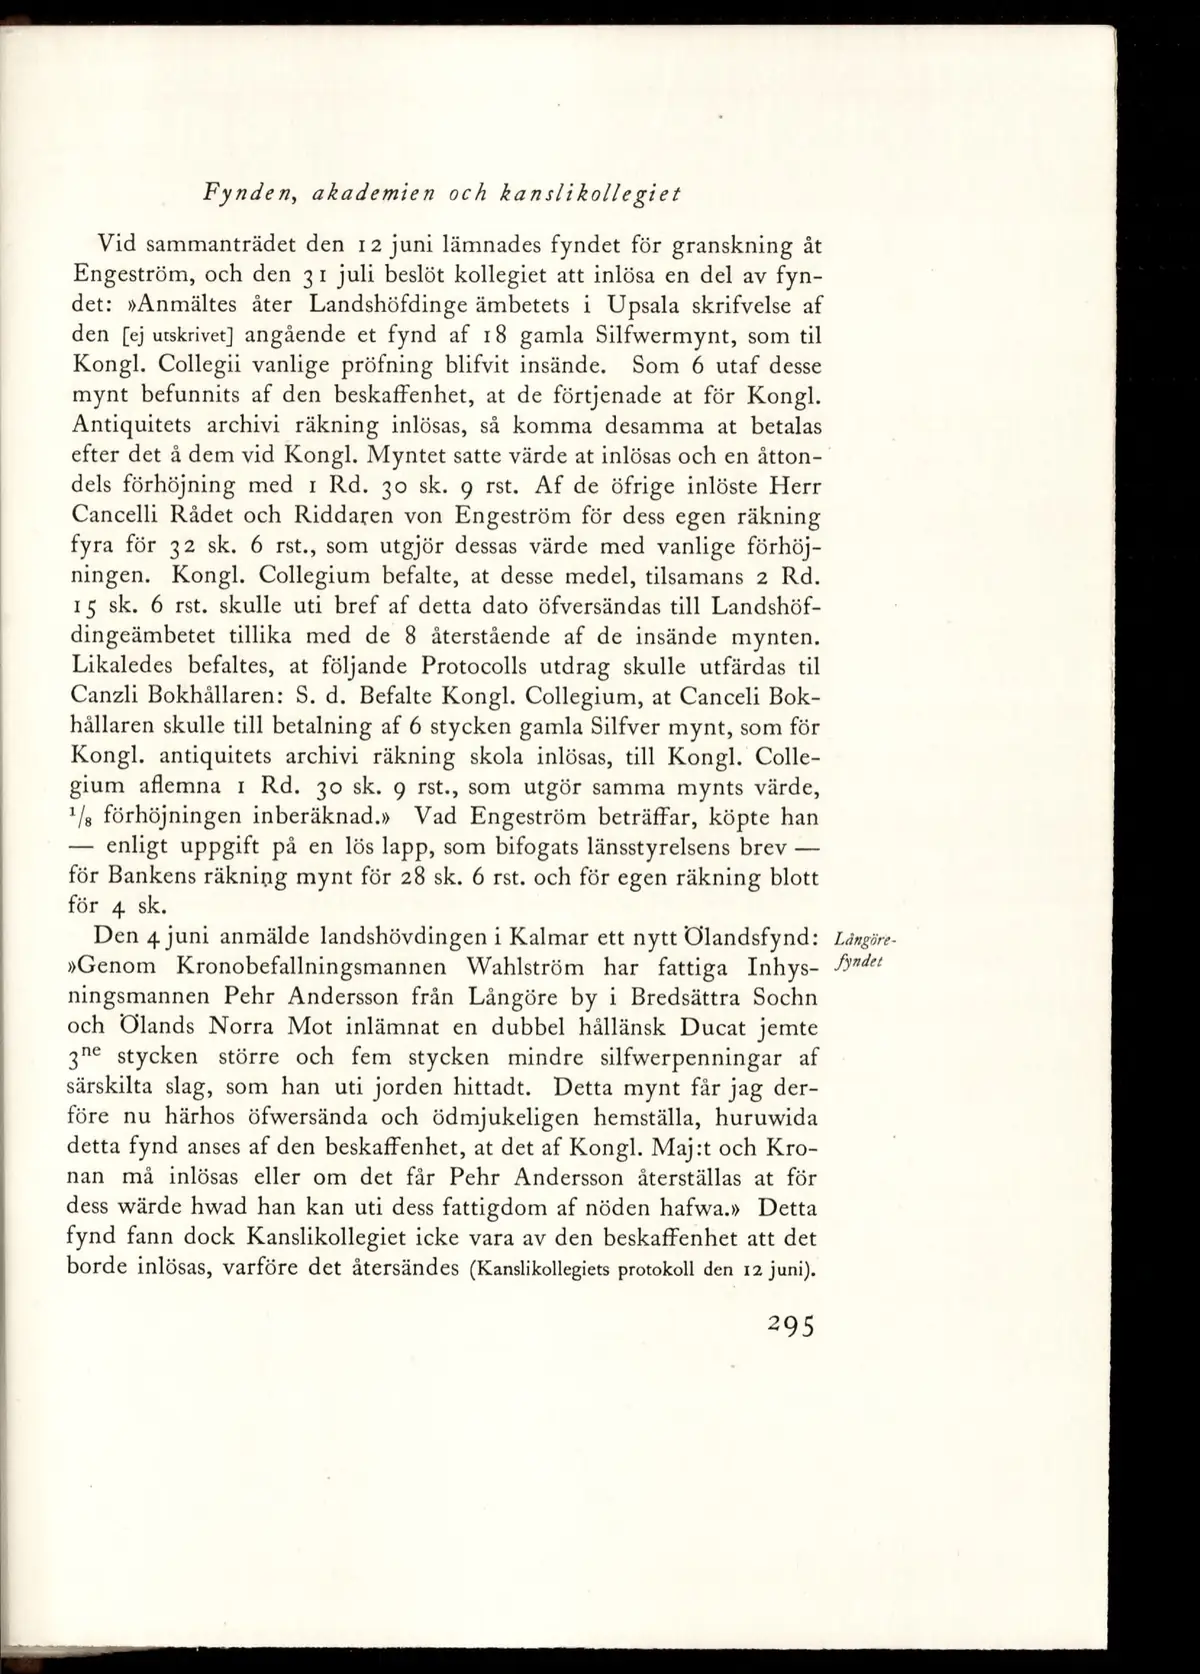 Fynden, akademien och kanslikollegiet
Vid sammanträdet den 12 juni lämnades fyndet för granskning åt
Engeström, och den 31 juli beslöt kollegiet att inlösa en del av fyn-
det: »Anmältes åter Landshöfdinge ämbetets i Upsala skrifvelse af
den [ej utskrivet] angående et fynd af 18 gamla Silfwermynt, som til
Kongl. Collegii vanlige pröfning blifvit insände. Som 6 utaf desse
mynt befunnits af den beskaffenhet, at de förtjenade at för Kongl.
Antiquitets archivi räkning inlösas, så komma desamma at betalas
efter det å dem vid Kongl. Myntet satte värde at inlösas och en åtton-
dels förhöjning med 1 Rd. 30 sk. 9 rst. Af de öfrige inlöste Herr
Cancelli Rådet och Riddaren von Engeström för dess egen räkning
fyra för 32 sk. 6 rst., som utgjör dessas värde med vanlige förhöj-
ningen. Kongl. Collegium befalte, at desse medel, tilsamans 2 Rd.
15 sk. 6 rst. skulle uti bref af detta dato öfversändas till Landshöf-
dingeämbetet tillika med de 8 återstående af de insände mynten.
Likaledes befaltes, at följande Protocolls utdrag skulle utfärdas til
Canzli Bokhållaren: S. d. Befalte Kongl. Collegium, at Canceli Bok-
hållaren skulle till betalning af 6 stycken gamla Silfver mynt, som för
Kongl. antiquitets archivi räkning skola inlösas, till Kongl. Colle-
gium aflemna 1 Rd. 30 sk. 9 rst., som utgör samma mynts värde,
1/8 förhöjningen inberäknad.» Vad Engeström beträffar, köpte han
— enligt uppgift på en lös lapp, som bifogats länsstyrelsens brev —
för Bankens räkning mynt för 28 sk. 6 rst. och för egen räkning blott
för 4 sk.
Den 4 juni anmälde landshövdingen i Kalmar ett nytt Ölandsfynd:
Långöre-
fyndet
»Genom Kronobefallningsmannen Wahlström har fattiga Inhys-
ningsmannen Pehr Andersson från Långöre by i Bredsättra Sochn
och Ölands Norra Mot inlämnat en dubbel hållänsk Ducat jemte
3ne stycken större och fem stycken mindre silfwerpenningar af
särskilta slag, som han uti jorden hittadt. Detta mynt får jag der-
före nu härhos öfwersända och ödmjukeligen hemställa, huruwida
detta fynd anses af den beskaffenhet, at det af Kongl. Maj:t och Kro-
nan må inlösas eller om det får Pehr Andersson återställas at för
dess wärde hwad han kan uti dess fattigdom af nöden hafwa.» Detta
fynd fann dock Kanslikollegiet icke vara av den beskaffenhet att det
borde inlösas, varföre det återsändes (Kanslikollegiets protokoll den 12 juni).
295